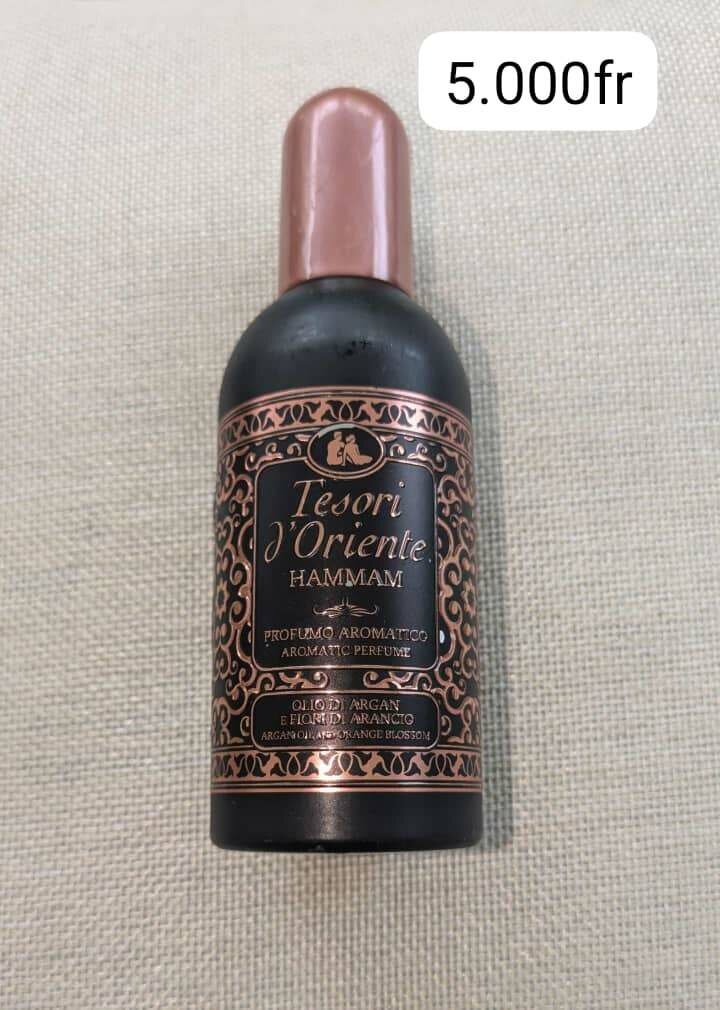 5.000fr
Tesori
d'Oriente
HAMMAM
PROFUMO AROMATICO
AROMATIC PERFUME
OLIO DI ARGAN
E FIORI DI ARANCIO
ARGAN OIL AND ORANGE BLOSSOM